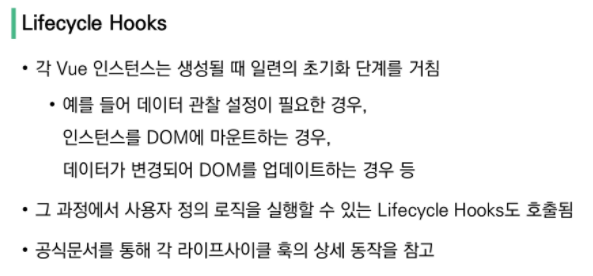 Lifecycle Hooks
• 각 Vue 인스턴스는 생성될 때 일련의 초기화 단계를 거침
• 예를 들어 데이터 관찰 설정이 필요한 경우,
인스턴스를 DOM에 마운트하는 경우,
데이터가 변경되어 DOM를 업데이트하는 경우 등
• 그 과정에서 사용자 정의 로직을 실행할 수 있는 Lifecycle Hooks도 호출됨
• 공식문서를 통해 각 라이프사이클 훅의 상세 동작을 참고